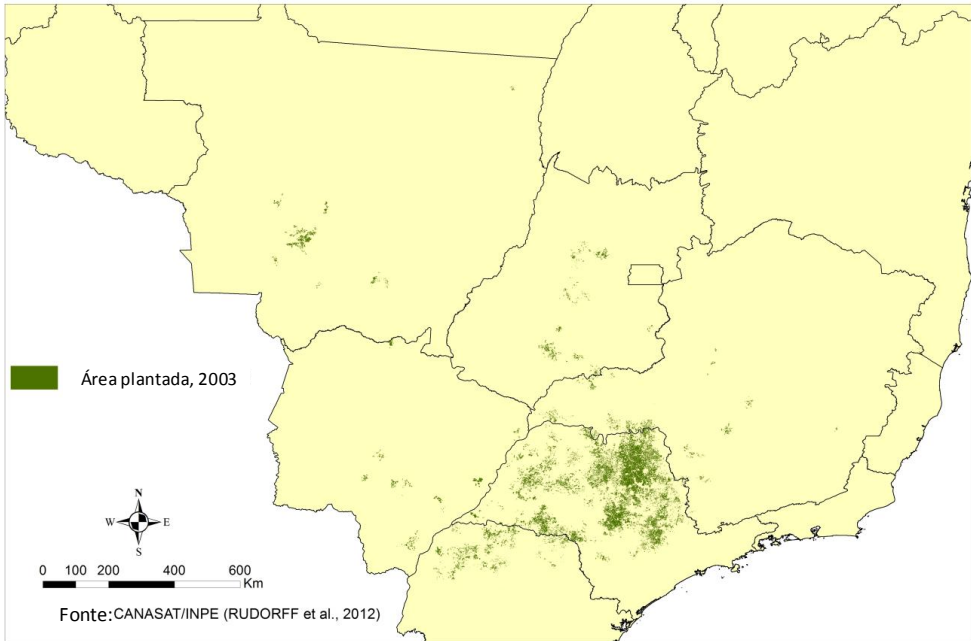 Área plantada, 2003
N
W E
S
0 100 200 400 600
Km
Fonte:CANASAT/INPE (RUDORFF et al., 2012)